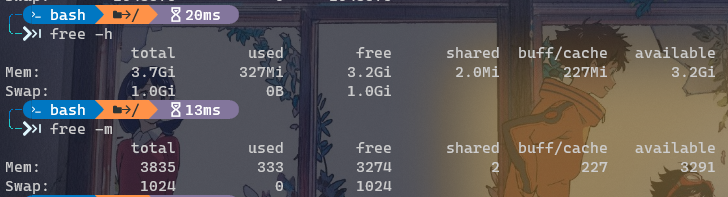 bash /  20ms
free -h
total used free shared buff/cache available
Mem: 3.7Gi 327Mi 3.2Gi 2.0Mi 227Mi 3.2Gi
Swap: 1.0Gi 0B 1.0Gi
bash /  13ms
free -m
total used free shared buff/cache available
Mem: 3835 333 3274 2 227 3291
Swap: 1024 0 1024